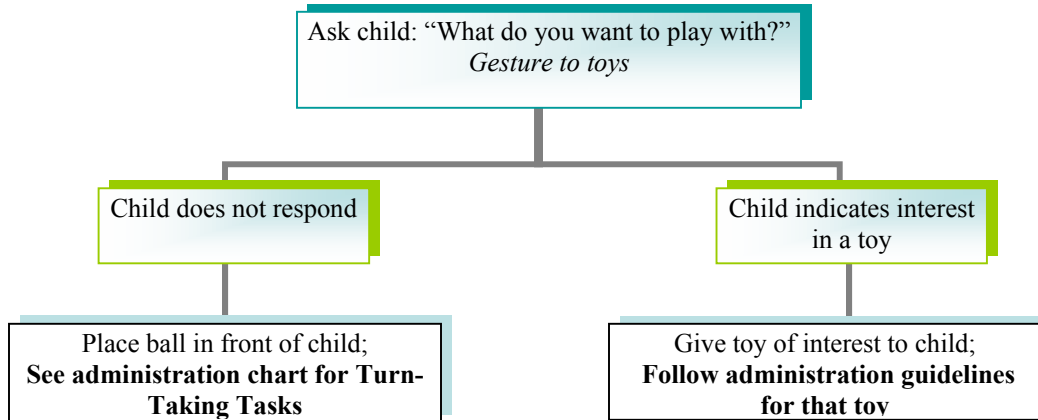 Ask child: “What do you want to play with?”
Gesture to toys
Child does not respond
Child indicates interest
in a toy
Place ball in front of child;
See administration chart for Turn-
Taking Tasks
Give toy of interest to child;
Follow administration guidelines
for that toy